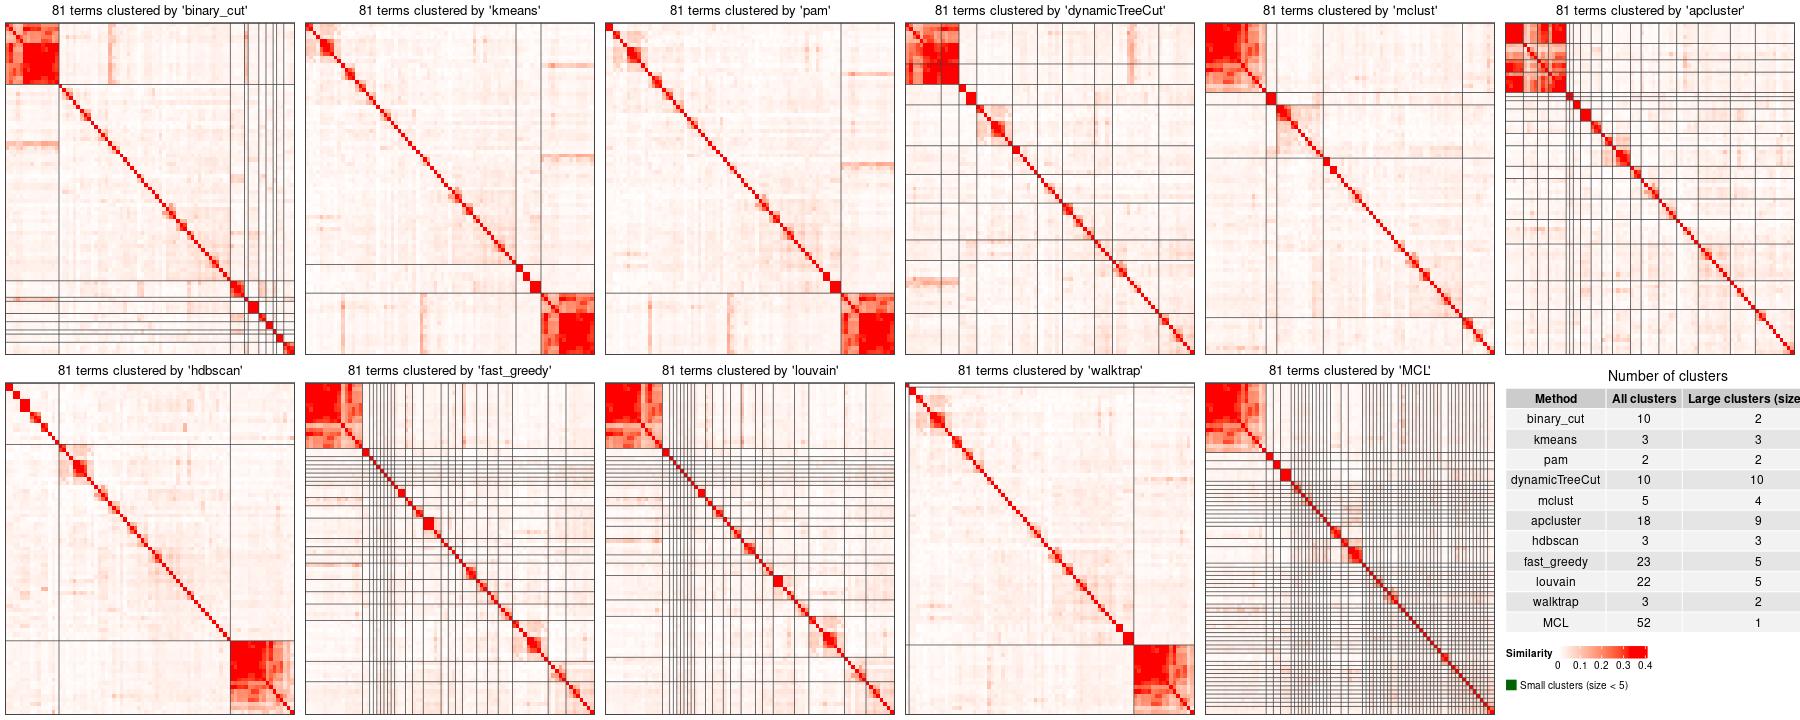 81 terms clustered by 'binary_cut'
81 terms clustered by 'kmeans'
81 terms clustered by 'pam'
81 terms clustered by 'dynamicTreeCut'
81 terms clustered by 'mclust'
81 terms clustered by 'apcluster'
81 terms clustered by 'hdbscan'
81 terms clustered by 'fast_greedy'
81 terms clustered by 'louvain'
81 terms clustered by 'walktrap'
81 terms clustered by 'MCL'
Number of clusters
Method All clusters Large clusters (size
binary_cut 10 2
kmeans 3 3
pam 2 2
dynamicTreeCut 10 10
mclust 5 4
apcluster 18 9
hdbscan 3 3
fast_greedy 23 5
louvain 22 5
walktrap 3 2
MCL 52 1
Similarity
0 0.1 0.2 0.3 0.4
Small clusters (size < 5)